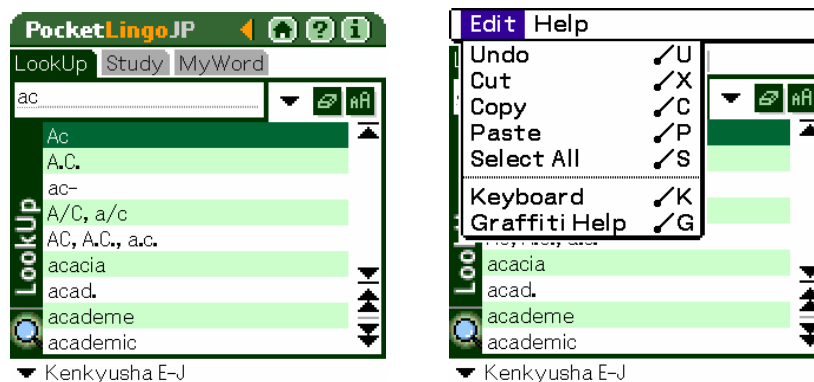 PocketLingoJP
LookUp Study MyWord
ac
Ac
A.C.
ac-
A/C, a/c
AC, A.C., a.c.
acacia
acad.
academe
academic
LookUp
Kenkyusha E-J
Edit Help
Undo /U
Cut /X
Copy /C
Paste /P
Select All /S
Keyboard /K
Graffiti Help /G
acacia
acad.
academe
academic
Kenkyusha E-J